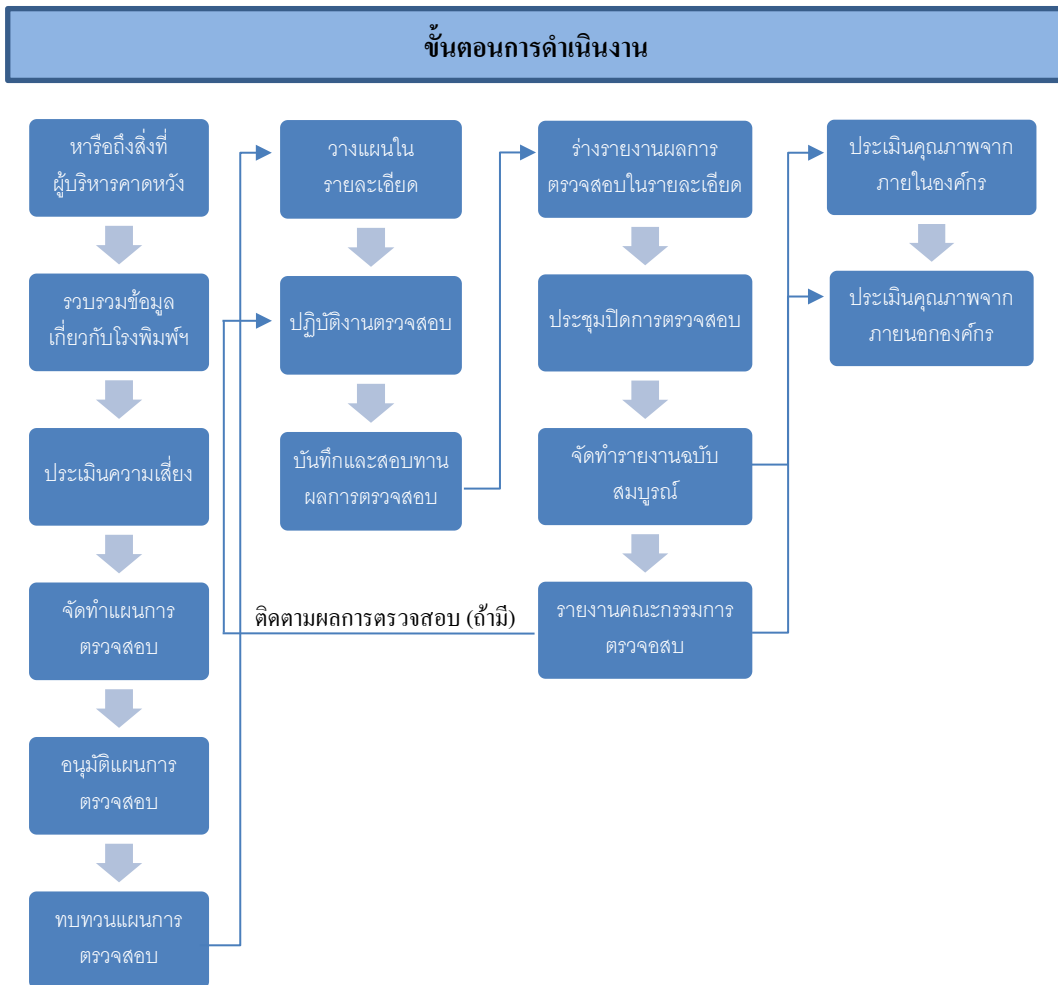 ขั้นตอนการดำเนินงาน
หารือถึงสิ่งที่
ผู้บริหารคาดหวัง
รวบรวมข้อมูล
เกี่ยวกับโรงพิมพ์ฯ
ประเมินความเสี่ยง
จัดทำแผนการ
ตรวจสอบ
อนุมัติแผนการ
ตรวจสอบ
ทบทวนแผนการ
ตรวจสอบ
วางแผนใน
รายละเอียด
ปฏิบัติงานตรวจสอบ
บันทึกและสอบทาน
ผลการตรวจสอบ
ติดตามผลการตรวจสอบ (ถ้ามี)
ร่างรายงานผลการ
ตรวจสอบในรายละเอียด
ประชุมปิดการตรวจสอบ
จัดทำรายงานฉบับ
สมบูรณ์
รายงานคณะกรรมการ
ตรวจอสบ
ประเมินคุณภาพจาก
ภายในองค์กร
ประเมินคุณภาพจาก
ภายนอกองค์กร